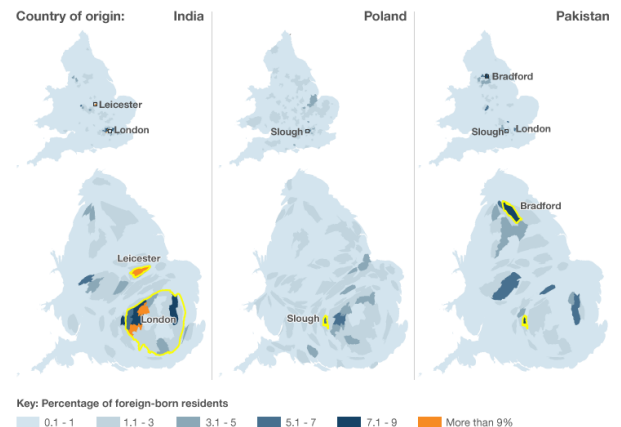 Country of origin: India Poland Pakistan
Leicester
London
Slough
Bradford
Slough London
Leicester
London
Slough
Bradford
Key: Percentage of foreign-born residents
0.1 - 1 1.1 - 3 3.1 - 5 5.1 - 7 7.1 - 9 More than 9%